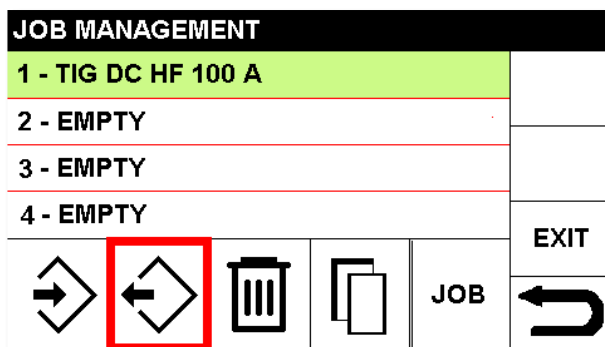 JOB MANAGEMENT
1 - TIG DC HF 100 A
2 - EMPTY
3 - EMPTY
4 - EMPTY
EXIT
JOB